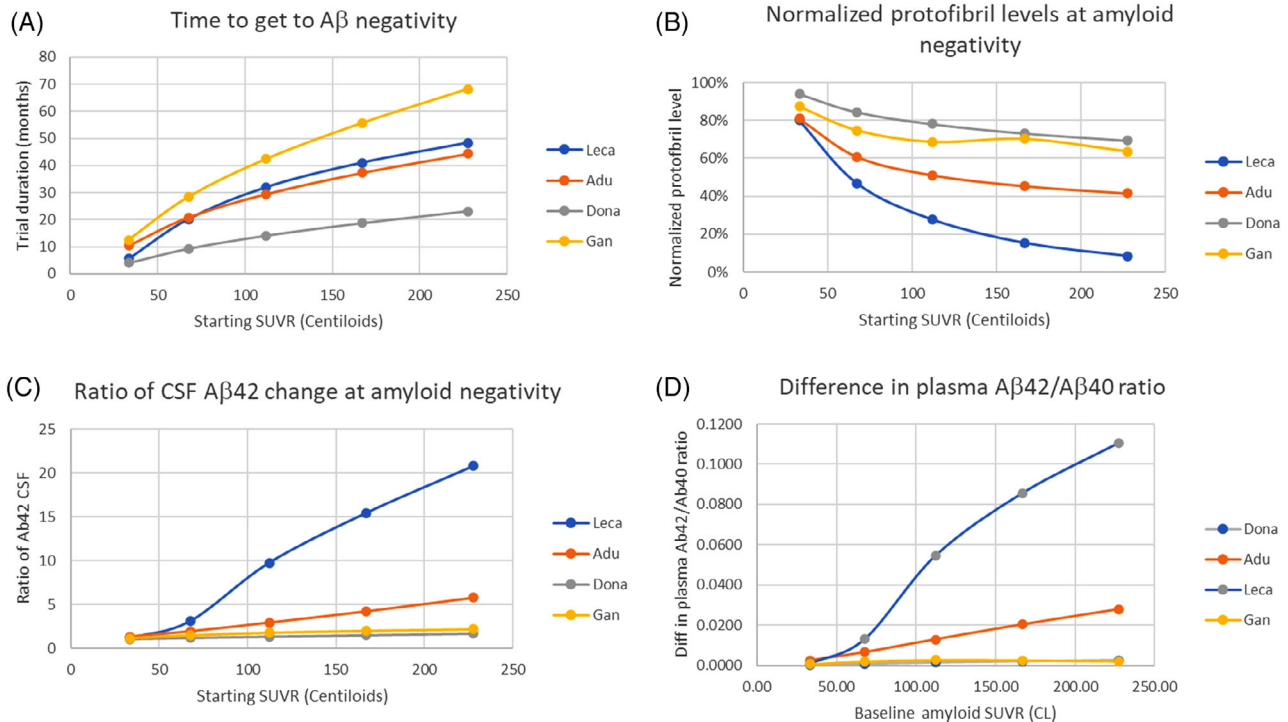 (A)
Time to get to Aβ negativity
Trial duration (months)
80
70
60
50
40
30
20
10
0
0 50 100 150 200 250
Starting SUVR (Centiloids)
Leca
Adu
Dona
Gan
(B)
Normalized protofibril levels at amyloid
negativity
Normalized protofibril level
100%
80%
60%
40%
20%
0%
0 50 100 150 200 250
Starting SUVR (Centiloids)
Leca
Adu
Dona
Gan
(C)
Ratio of CSF Aβ42 change at amyloid negativity
Ratio of Ab42 CSF
25
20
15
10
5
0
0 50 100 150 200 250
Starting SUVR (Centiloids)
Leca
Adu
Dona
Gan
(D)
Difference in plasma Aβ42/Aβ40 ratio
Diff in plasma Ab42/Ab40 ratio
0.1200
0.1000
0.0800
0.0600
0.0400
0.0200
0.0000
0.00 50.00 100.00 150.00 200.00 250.00
Baseline amyloid SUVR (CL)
Dona
Adu
Leca
Gan